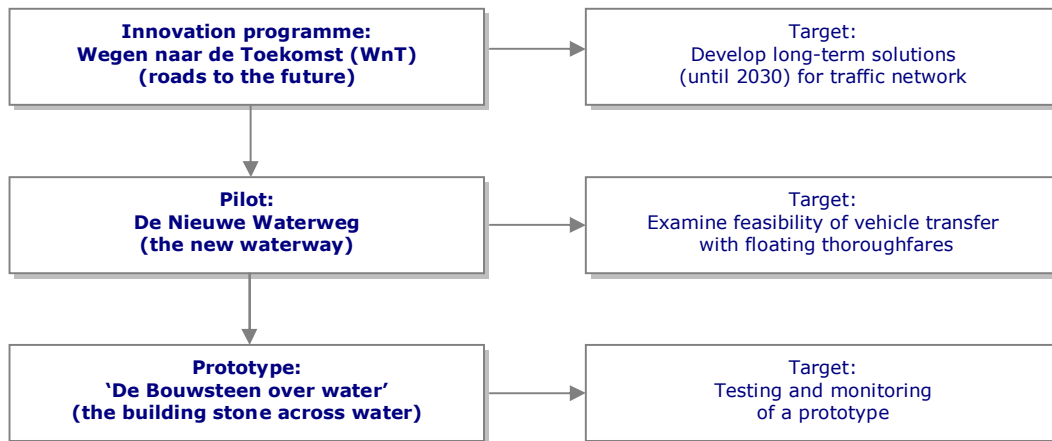 Innovation programme:
Wegen naar de Toekomst (WnT)
(roads to the future)
Target:
Develop long-term solutions
(until 2030) for traffic network
Pilot:
De Nieuwe Waterweg
(the new waterway)
Target:
Examine feasibility of vehicle transfer
with floating thoroughfares
Prototype:
‘De Bouwsteen over water’
(the building stone across water)
Target:
Testing and monitoring
of a prototype